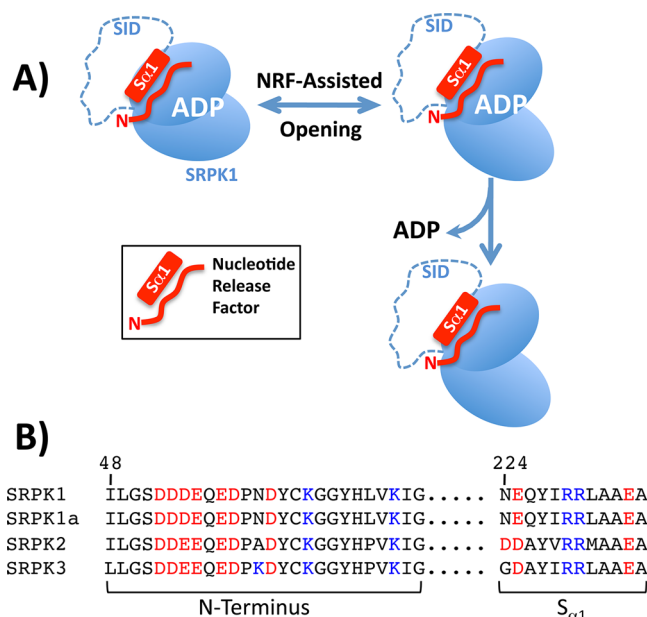 A)
SID
Sα1
ADP
N
SRPK1
NRF-Assisted
Opening
SID
Sα1
ADP
N
ADP
Sα1
N
Nucleotide
Release
Factor
SID
Sα1
N
B)
48 224
SRPK1 ILGSDDDEQEDPNDYCKGGYHLVKIG..... NEQYIRRLAAEA
SRPK1a ILGSDDDEQEDPNDYCKGGYHLVKIG..... NEQYIRRLAAEA
SRPK2 ILGSDDEEQEDPADYCKGGYHPVKIG..... DDAYVRRMAAEA
SRPK3 LLGSDDEEQEDPKDYCKGGYHPVKIG..... GDAYIRRLAAEA
N-Terminus Sα1